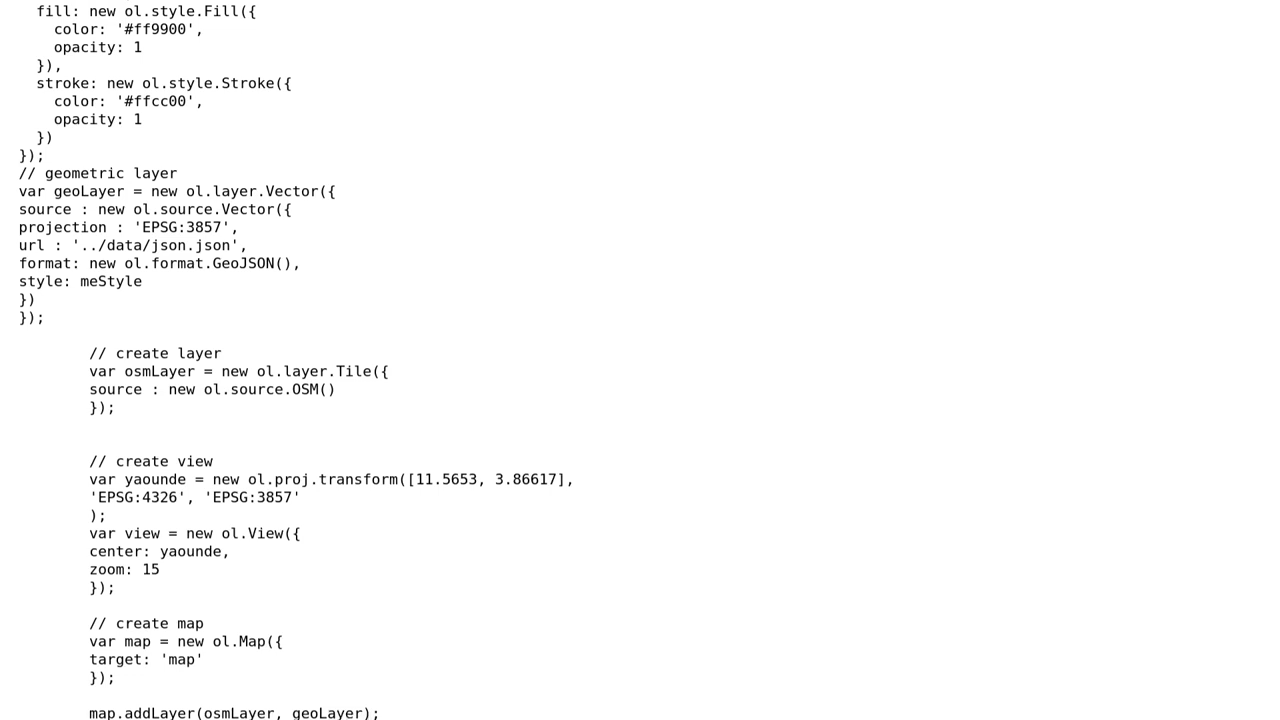 fill: new ol.style.Fill({
color: '#ff9900',
opacity: 1
}),
stroke: new ol.style.Stroke({
color: '#ffcc00',
opacity: 1
})
});
// geometric layer
var geoLayer = new ol.layer.Vector({
source : new ol.source.Vector({
projection : 'EPSG:3857',
url : '../data/json.json',
format: new ol.format.GeoJSON(),
style: meStyle
})
});
// create layer
var osmLayer = new ol.layer.Tile({
source : new ol.source.OSM()
});
// create view
var yaounde = new ol.proj.transform([11.5653, 3.86617],
'EPSG:4326', 'EPSG:3857'
);
var view = new ol.View({
center: yaounde,
zoom: 15
});
// create map
var map = new ol.Map({
target: 'map'
});
map.addLayer(osmLayer, geoLayer);